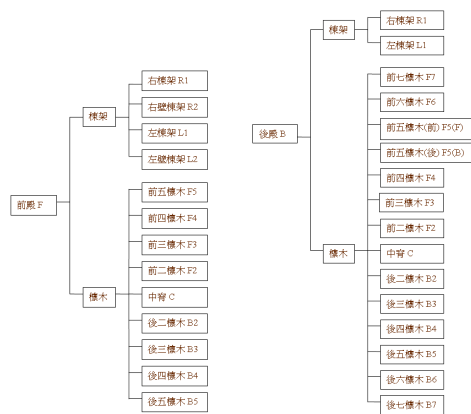 前殿 F
棟架
右棟架 R1
右壁棟架 R2
左棟架 L1
左壁棟架 L2
檁木
前五檁木 F5
前四檁木 F4
前三檁木 F3
前二檁木 F2
中脊 C
後二檁木 B2
後三檁木 B3
後四檁木 B4
後五檁木 B5
後殿 B
棟架
右棟架 R1
左棟架 L1
檁木
前七檁木 F7
前六檁木 F6
前五檁木(前) F5(F)
前五檁木(後) F5(B)
前四檁木 F4
前三檁木 F3
前二檁木 F2
中脊 C
後二檁木 B2
後三檁木 B3
後四檁木 B4
後五檁木 B5
後六檁木 B6
後七檁木 B7